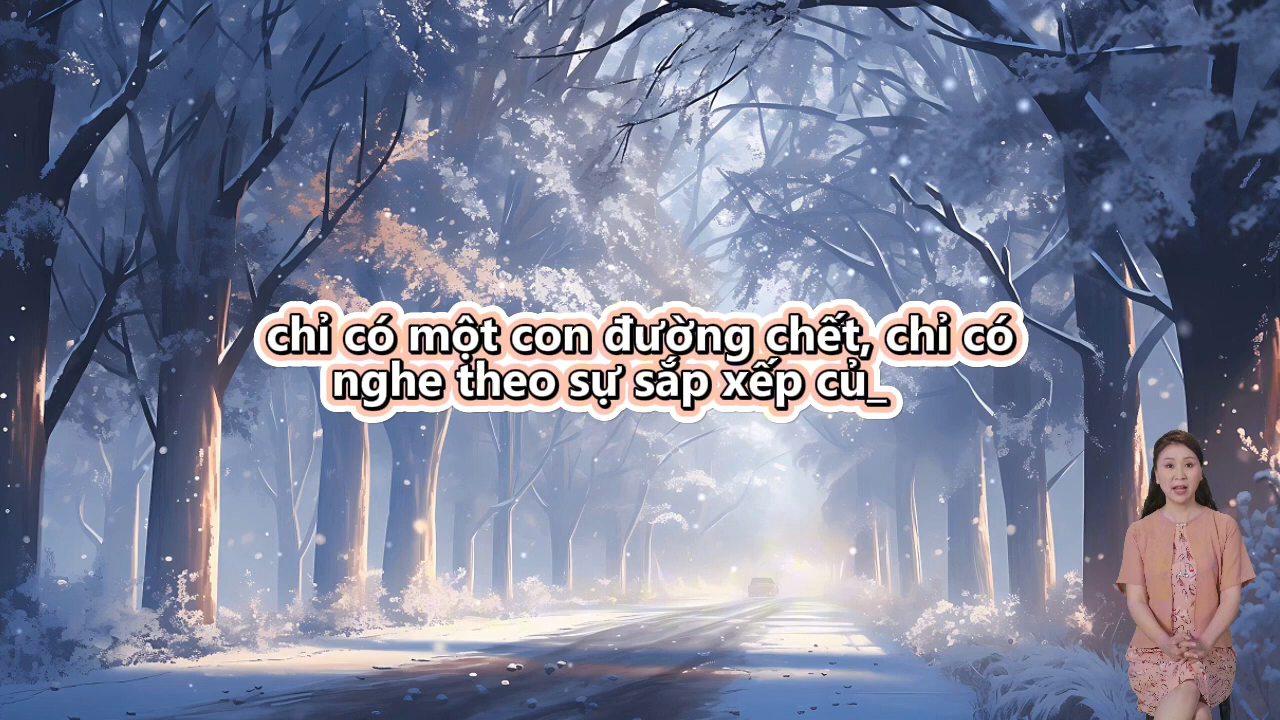 chỉ có một con đường chết, chỉ có
nghe theo sự sắp xếp củ_